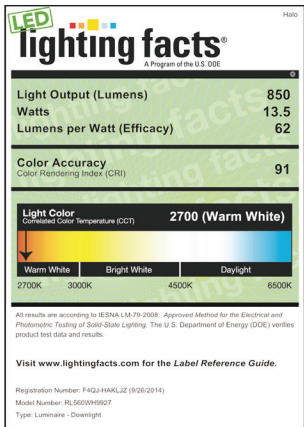 Halo
LED
lighting facts®
A Program of the U.S. DOE
Light Output (Lumens) 850
Watts 13.5
Lumens per Watt (Efficacy) 62
Color Accuracy
Color Rendering Index (CRI) 91
Light Color
Correlated Color Temperature (CCT) 2700 (Warm White)
Warm White Bright White Daylight
2700K 3000K 4500K 6500K
All results are according to IESNA LM-79-2008: Approved Method for the Electrical and
Photometric Testing of Solid-State Lighting. The U.S. Department of Energy (DOE) verifies
product test data and results.
Visit www.lightingfacts.com for the Label Reference Guide.
Registration Number: F4QJ-HAKLJZ (9/26/2014)
Model Number: RL560WH9927
Type: Luminaire - Downlight